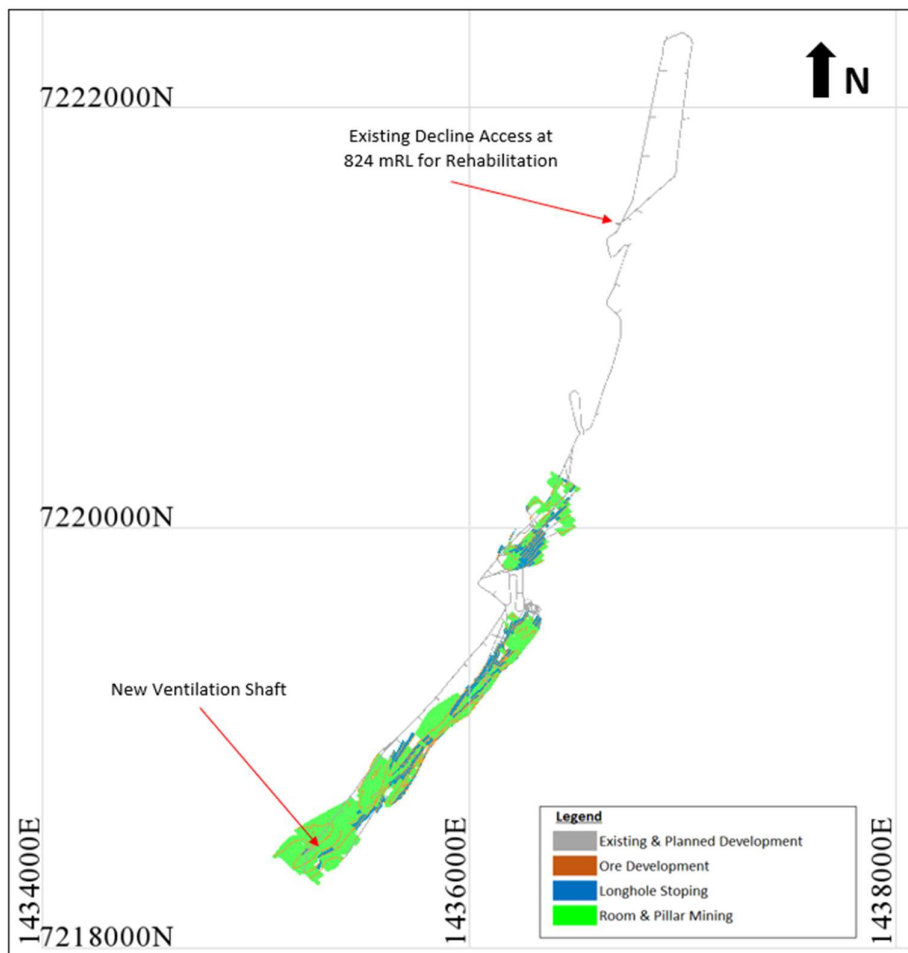 N
7222000N
Existing Decline Access at
824 mRL for Rehabilitation
7220000N
New Ventilation Shaft
1434000E
1436000E
1438000E
Legend
Existing & Planned Development
Ore Development
Longhole Stoping
Room & Pillar Mining
7218000N